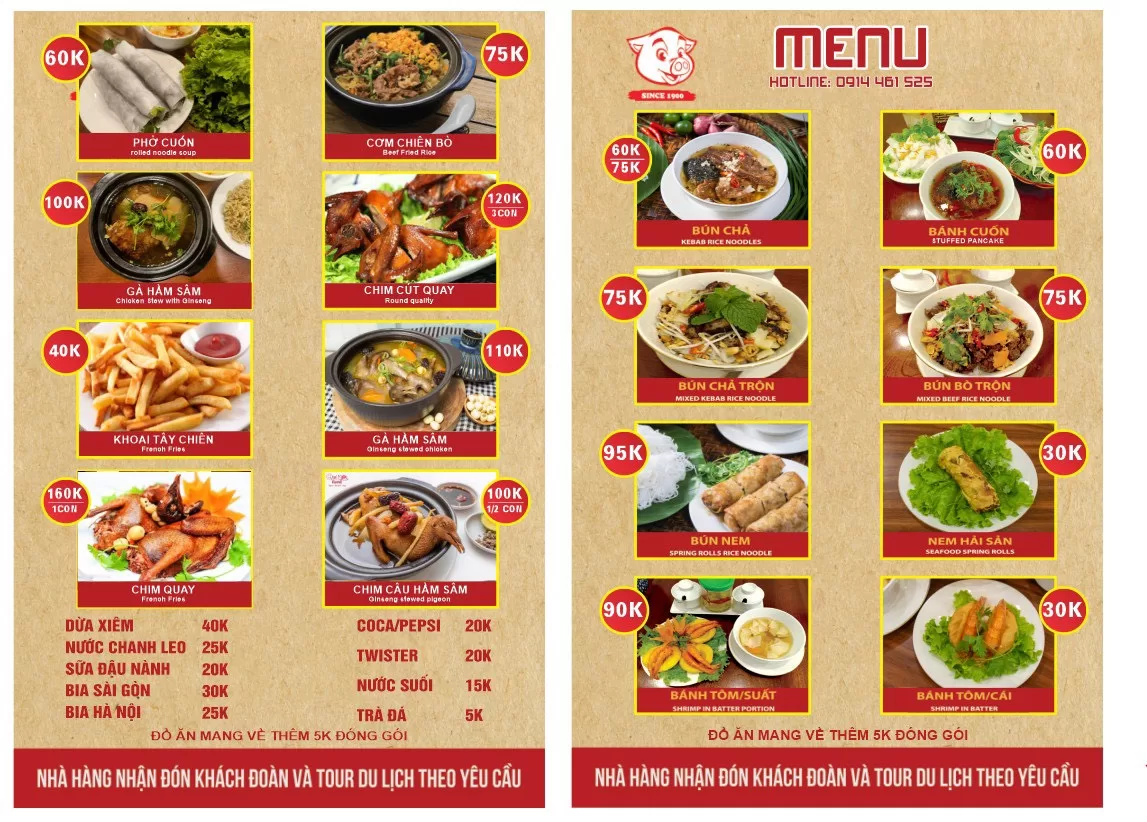 60K
PHỞ CUỐN
rolled noodle soup
75K
CƠM CHIÊN BÒ
Beef Fried Rice
100K
GÀ HẦM SÂM
Chicken Stew with Ginseng
120K
3CON
CHIM CÚT QUAY
Round quality
40K
KHOAI TÂY CHIÊN
French Fries
110K
GÀ HẦM SÂM
Ginseng stewed chicken
160K
1CON
CHIM QUAY
French Fries
100K
1/2 CON
CHIM CÂU HẦM SÂM
Ginseng stewed pigeon
DỪA XIÊM 40K
NƯỚC CHANH LEO 25K
SỮA ĐẬU NÀNH 20K
BIA SÀI GÒN 30K
BIA HÀ NỘI 25K
COCA/PEPSI 20K
TWISTER 20K
NƯỚC SUỐI 15K
TRÀ ĐÁ 5K
ĐỒ ĂN MANG VỀ THÊM 5K ĐÓNG GÓI
NHÀ HÀNG NHẬN ĐÓN KHÁCH ĐOÀN VÀ TOUR DU LỊCH THEO YÊU CẦU
SINCE 1900
MENU
HOTLINE: 0914 461 525
60K
75K
BÚN CHẢ
KEBAB RICE NOODLES
60K
BÁNH CUỐN
STUFFED PANCAKE
75K
BÚN CHẢ TRỘN
MIXED KEBAB RICE NOODLE
75K
BÚN BÒ TRỘN
MIXED BEEF RICE NOODLE
95K
BÚN NEM
SPRING ROLLS RICE NOODLE
30K
NEM HẢI SẢN
SEAFOOD SPRING ROLLS
90K
BÁNH TÔM/SUẤT
SHRIMP IN BATTER PORTION
30K
BÁNH TÔM/CÁI
SHRIMP IN BATTER
ĐỒ ĂN MANG VỀ THÊM 5K ĐÓNG GÓI
NHÀ HÀNG NHẬN ĐÓN KHÁCH ĐOÀN VÀ TOUR DU LỊCH THEO YÊU CẦU